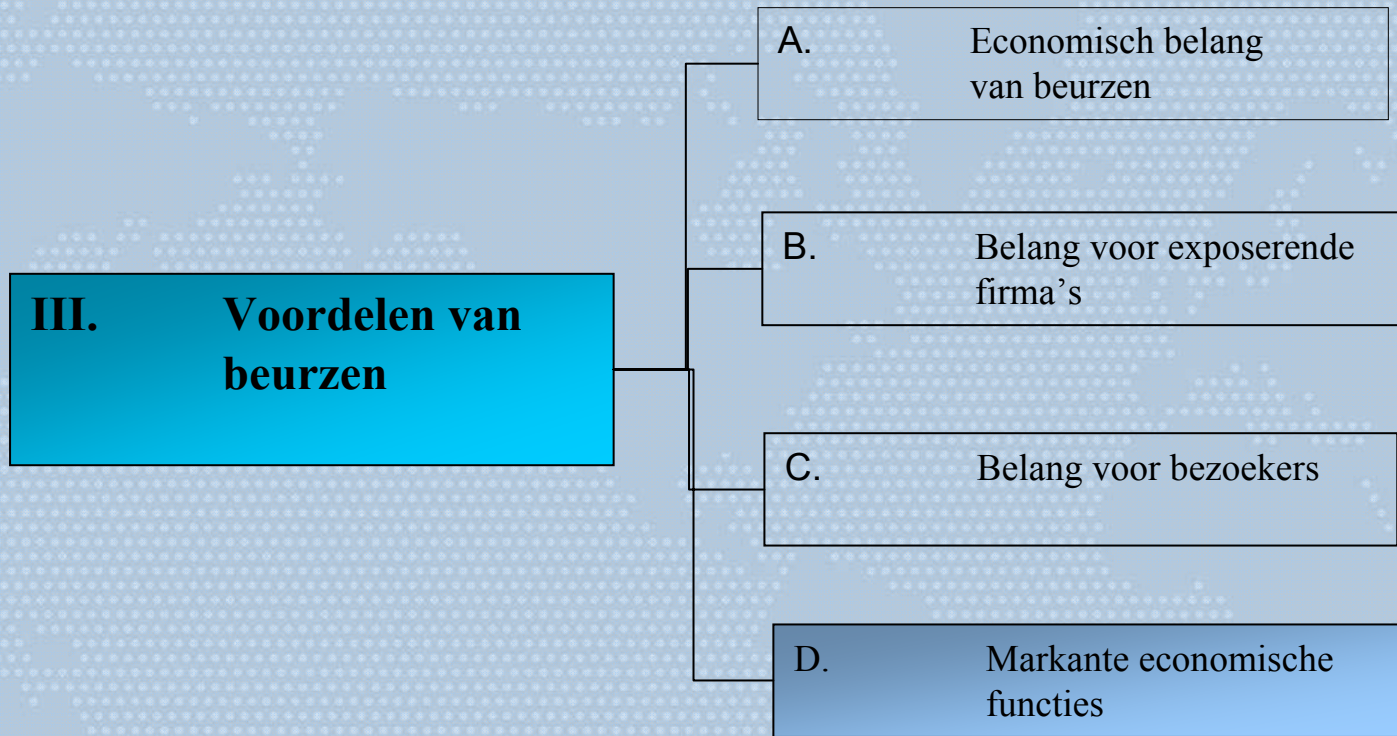 A. Economisch belang
van beurzen
B. Belang voor exposerende
firma’s
III. Voordelen van
beurzen
C. Belang voor bezoekers
D. Markante economische
functies